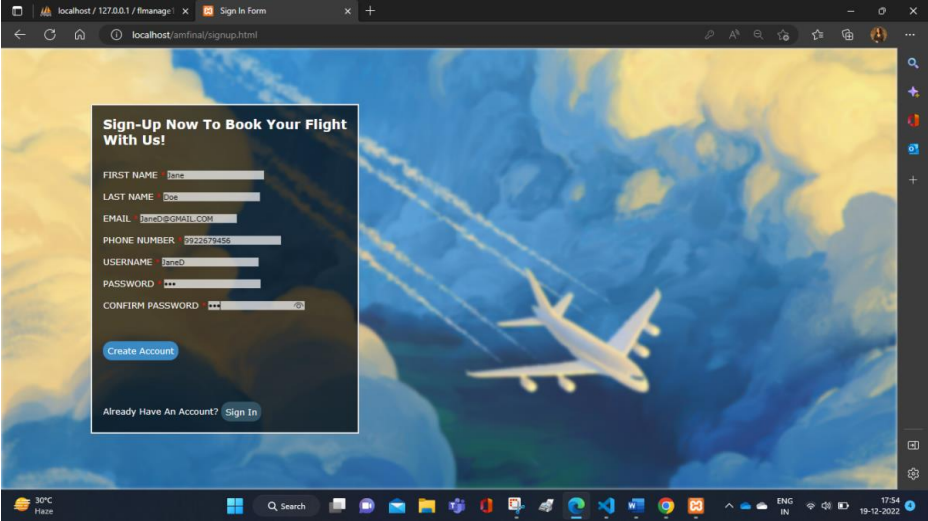 localhost / 127.0.0.1 / flmanage
Sign In Form
localhost/amfinal/signup.html
Sign-Up Now To Book Your Flight
With Us!
FIRST NAME * Jane
LAST NAME * Doe
EMAIL * JaneD@GMAIL.COM
PHONE NUMBER * 9922679456
USERNAME * JaneD
PASSWORD * •••
CONFIRM PASSWORD * •••
Create Account
Already Have An Account? Sign In
30°C
Haze
Search
ENG
IN
17:54
19-12-2022
4